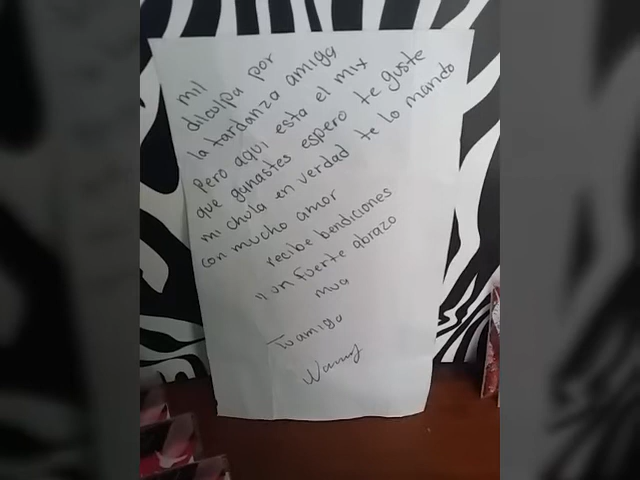 mil
diculpa por
la tardanza amiga
Pero aqui esta el mix
que ganastes espero te guste
mi chula en verdad te lo mando
con mucho amor
recibe bendiciones
y un fuerte abrazo
mua
Tu amiga